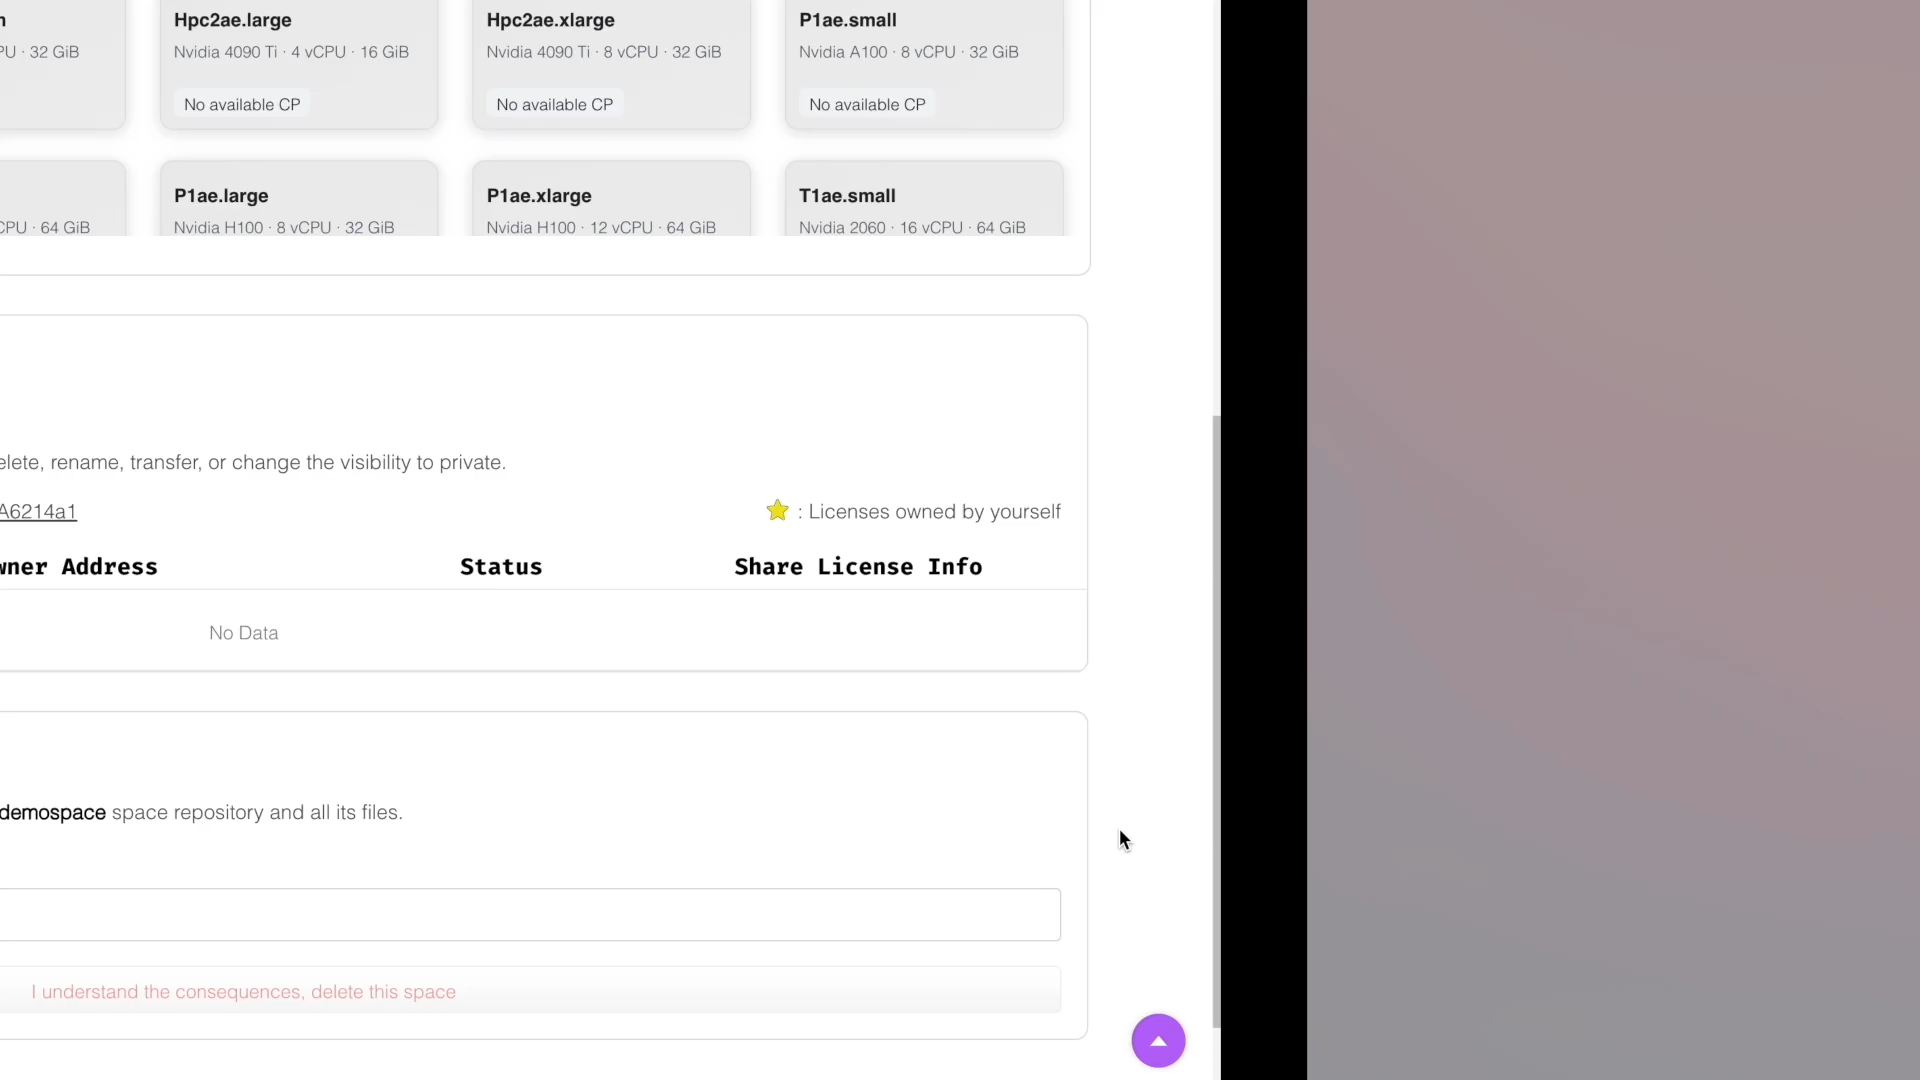 n
Hpc2ae.large
Hpc2ae.xlarge
P1ae.small
PU · 32 GiB
Nvidia 4090 Ti · 4 vCPU · 16 GiB
Nvidia 4090 Ti · 8 vCPU · 32 GiB
Nvidia A100 · 8 vCPU · 32 GiB
No available CP
No available CP
No available CP
P1ae.large
P1ae.xlarge
T1ae.small
CPU · 64 GiB
Nvidia H100 · 8 vCPU · 32 GiB
Nvidia H100 · 12 vCPU · 64 GiB
Nvidia 2060 · 16 vCPU · 64 GiB
elete, rename, transfer, or change the visibility to private.
A6214a1
: Licenses owned by yourself
wner Address
Status
Share License Info
No Data
demospace space repository and all its files.
I understand the consequences, delete this space